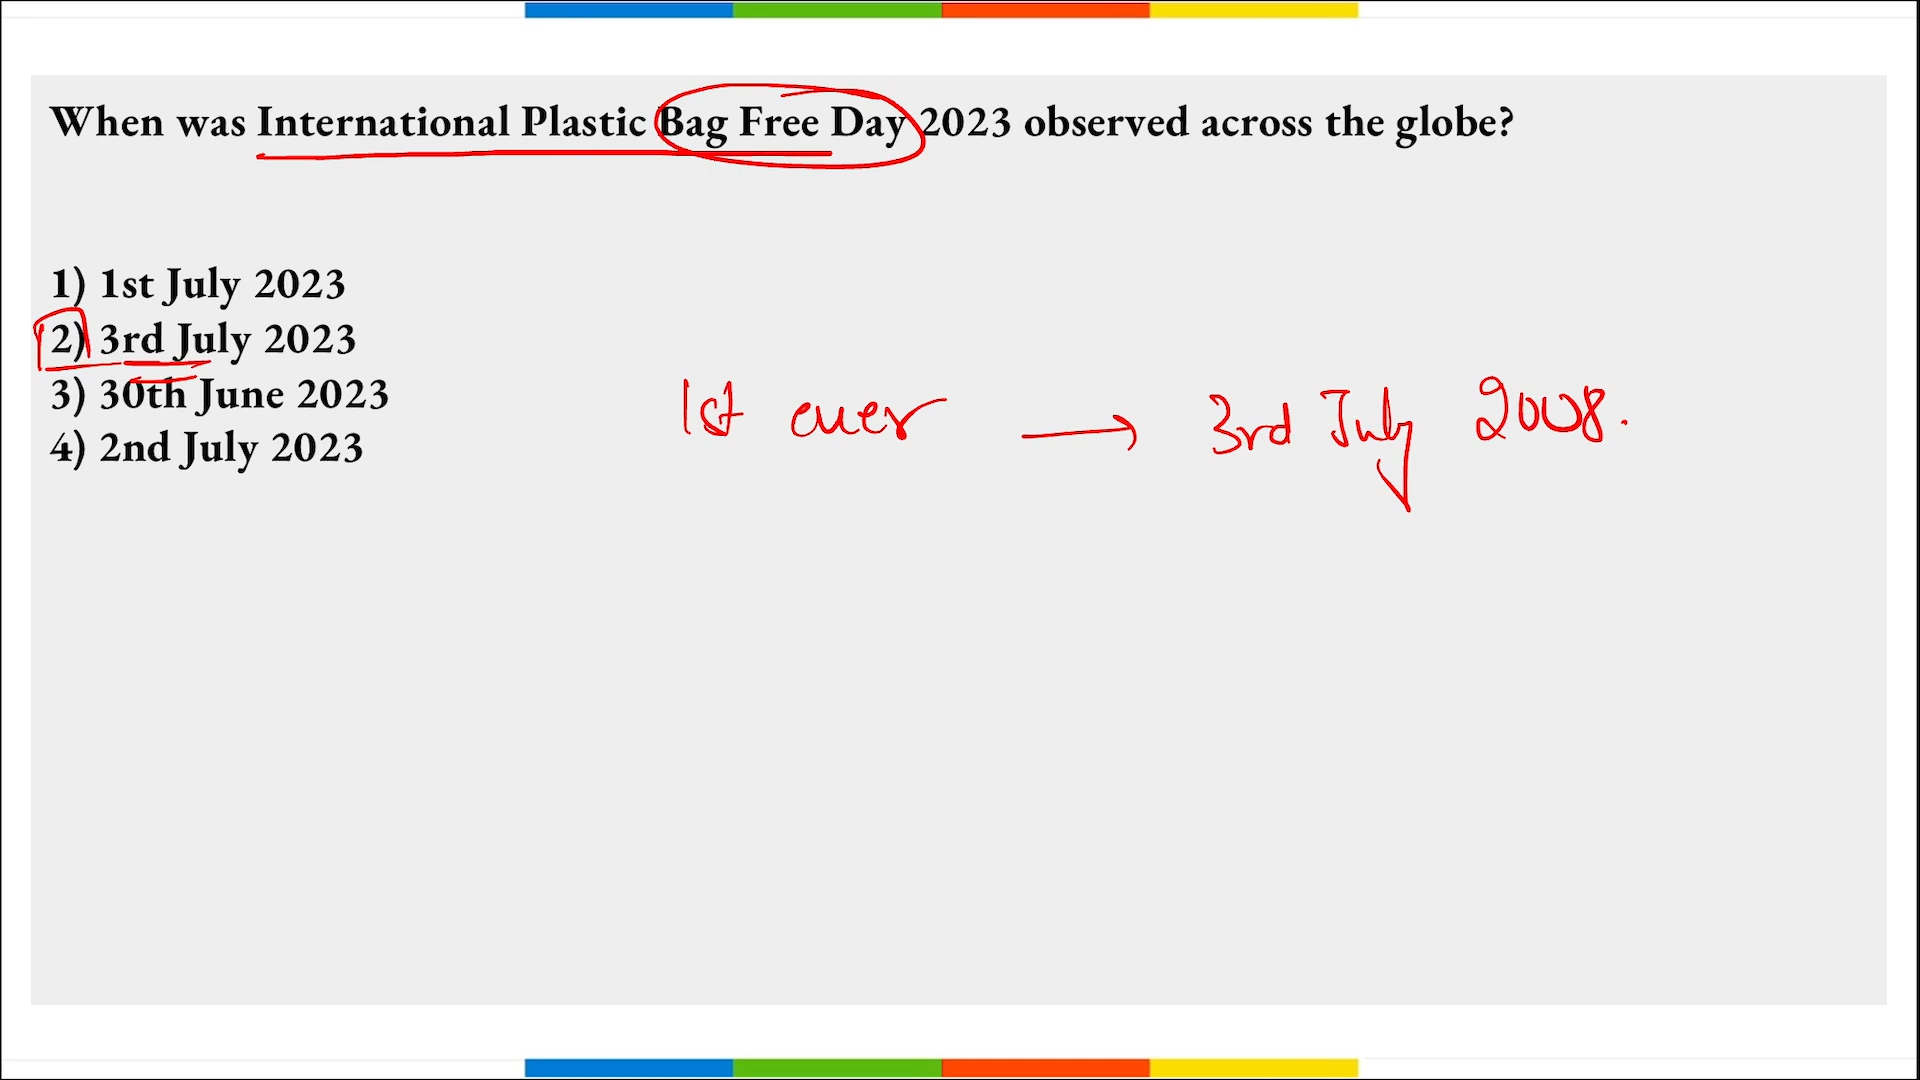 When was International Plastic Bag Free Day 2023 observed across the globe?
1) 1st July 2023
2) 3rd July 2023
3) 30th June 2023
4) 2nd July 2023
1st ever → 3rd July 2008.